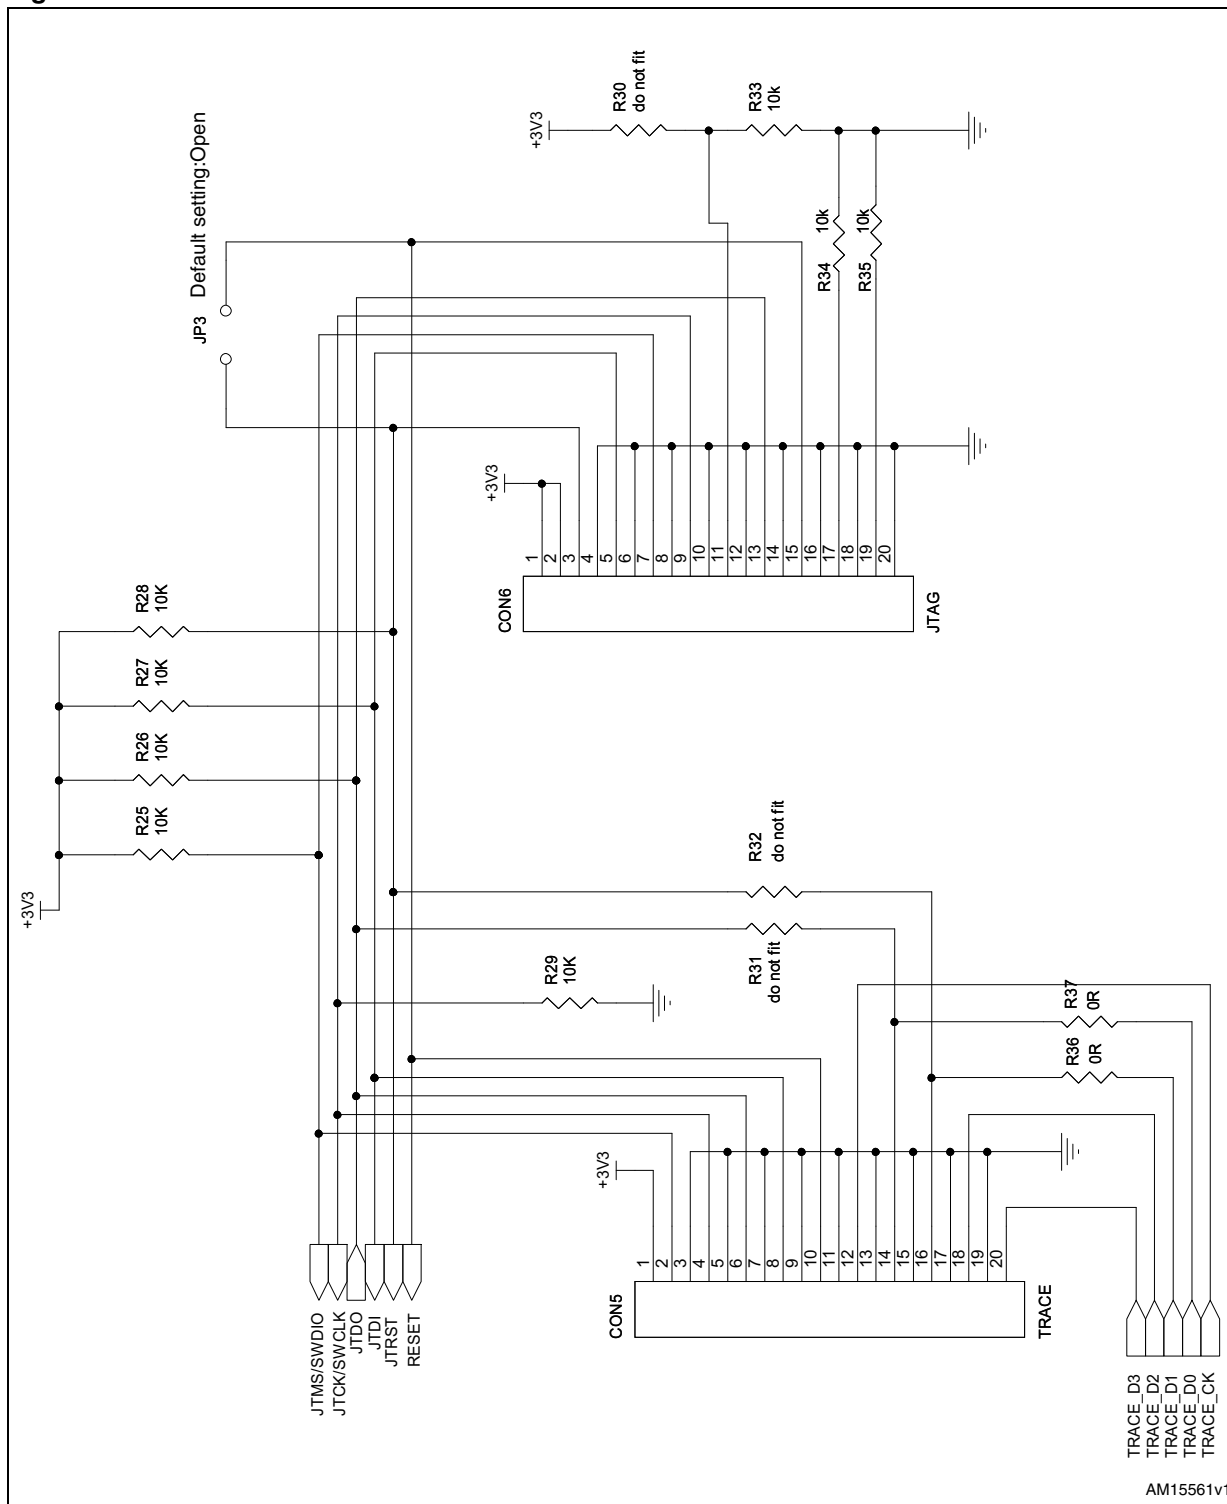 Default setting:Open
JP3
+3V3
R30
do not fit
R33
10k
R34
10k
R35
10k
+3V3
1
2
3
4
5
6
7
8
9
10
11
12
13
14
15
16
17
18
19
20
CON6
JTAG
R28
10K
R27
10K
R26
10K
R25
10K
+3V3
R32
do not fit
R31
do not fit
R29
10K
R37
0R
R36
0R
+3V3
1
2
3
4
5
6
7
8
9
10
11
12
13
14
15
16
17
18
19
20
CON5
TRACE
JTMS/SWDIO
JTCK/SWCLK
JTDO
JTDI
JTRST
RESET
TRACE_D3
TRACE_D2
TRACE_D1
TRACE_D0
TRACE_CK
AM15561v1